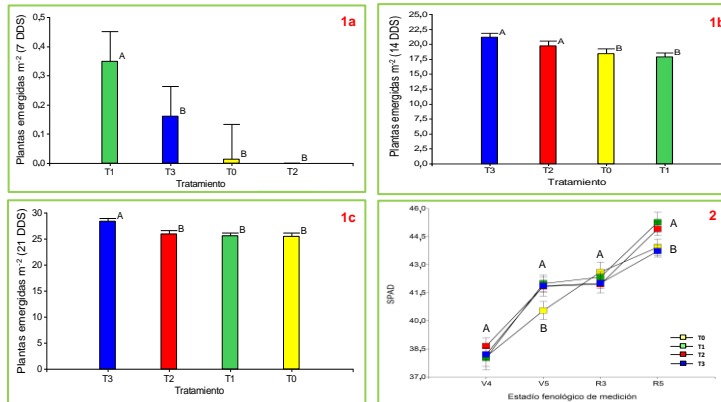 1a
Plantas emergidas m-² (7 DDS)
0,5
0,4
0,3
0,2
0,1
0,0
A
B
B
B
T1 T3 T0 T2
Tratamiento
1b
Plantas emergidas m-² (14 DDS)
25,0
22,5
20,0
17,5
15,0
12,5
10,0
7,5
5,0
2,5
0,0
A
A
B
B
T3 T2 T0 T1
Tratamiento
1c
Plantas emergidas m-² (21 DDS)
30
25
20
15
10
5
0
A
B
B
B
T3 T2 T1 T0
Tratamiento
2
SPAD
46,0
44,5
43,0
41,5
40,0
38,5
37,0
A
A
B
A
A
B
T0
T1
T2
T3
V4 V5 R3 R5
Estadío fenológico de medición